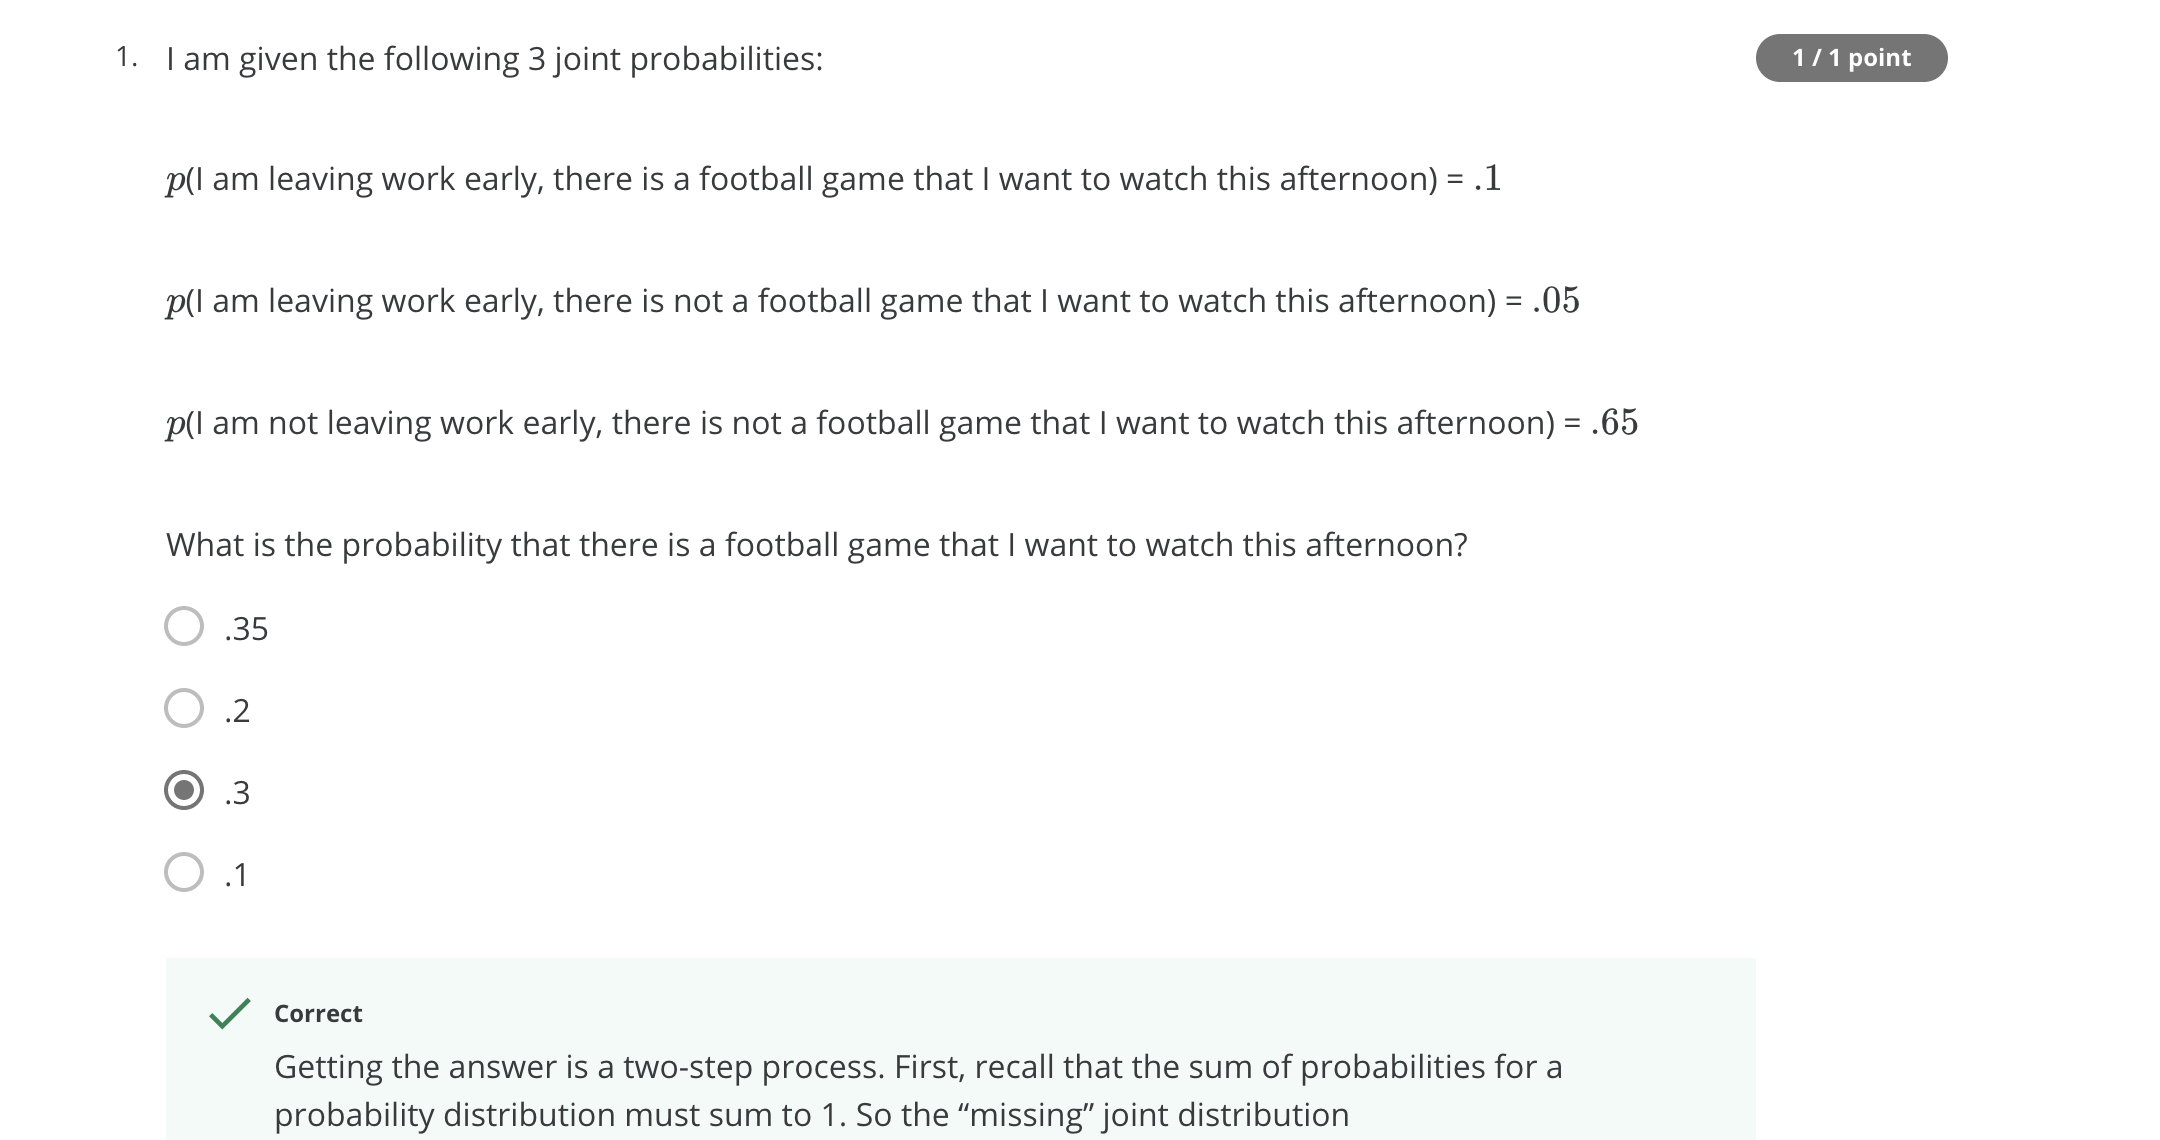 1. I am given the following 3 joint probabilities:
1 / 1 point
p(I am leaving work early, there is a football game that I want to watch this afternoon) = .1
p(I am leaving work early, there is not a football game that I want to watch this afternoon) = .05
p(I am not leaving work early, there is not a football game that I want to watch this afternoon) = .65
What is the probability that there is a football game that I want to watch this afternoon?
.35
.2
.3
.1
Correct
Getting the answer is a two-step process. First, recall that the sum of probabilities for a
probability distribution must sum to 1. So the “missing” joint distribution